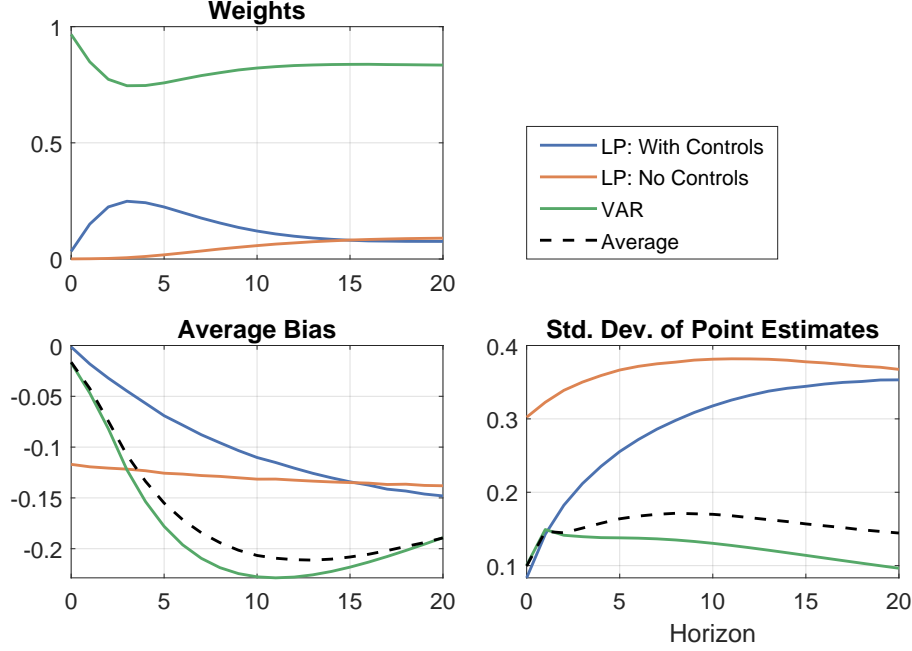 Weights
1
0.5
0
0 5 10 15 20
LP: With Controls
LP: No Controls
VAR
Average
Average Bias
0
-0.05
-0.1
-0.15
-0.2
0 5 10 15 20
Std. Dev. of Point Estimates
0.4
0.3
0.2
0.1
0 5 10 15 20
Horizon